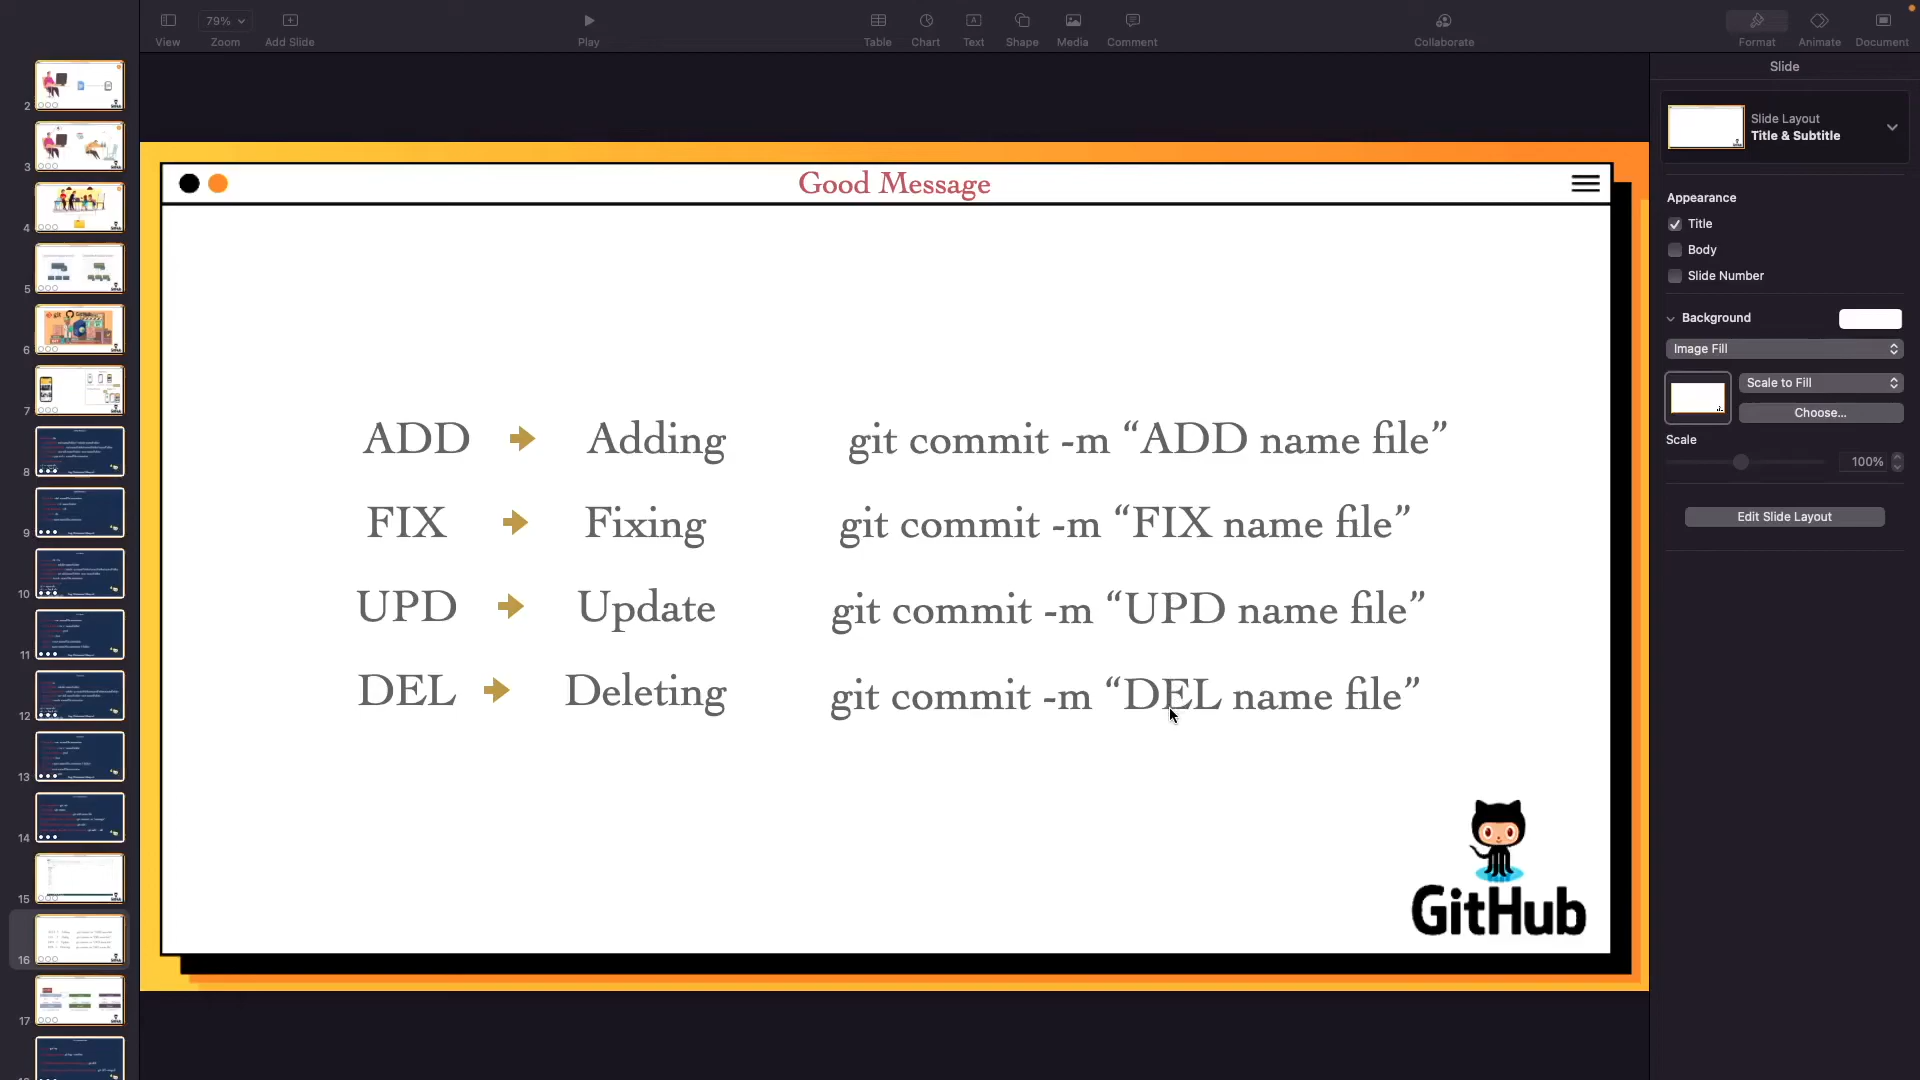 79%
View
Zoom
Add Slide
Play
Table
Chart
Text
Shape
Media
Comment
Collaborate
Format
Animate
Document
Slide
Slide Layout
Title & Subtitle
Appearance
Title
Body
Slide Number
Background
Image Fill
Scale to Fill
Choose...
Scale
100%
Edit Slide Layout
2
3
4
5
6
7
8
9
10
11
12
13
14
15
16
17
Good Message
ADD Adding git commit -m “ADD name file”
FIX Fixing git commit -m “FIX name file”
UPD Update git commit -m “UPD name file”
DEL Deleting git commit -m “DEL name file”
GitHub